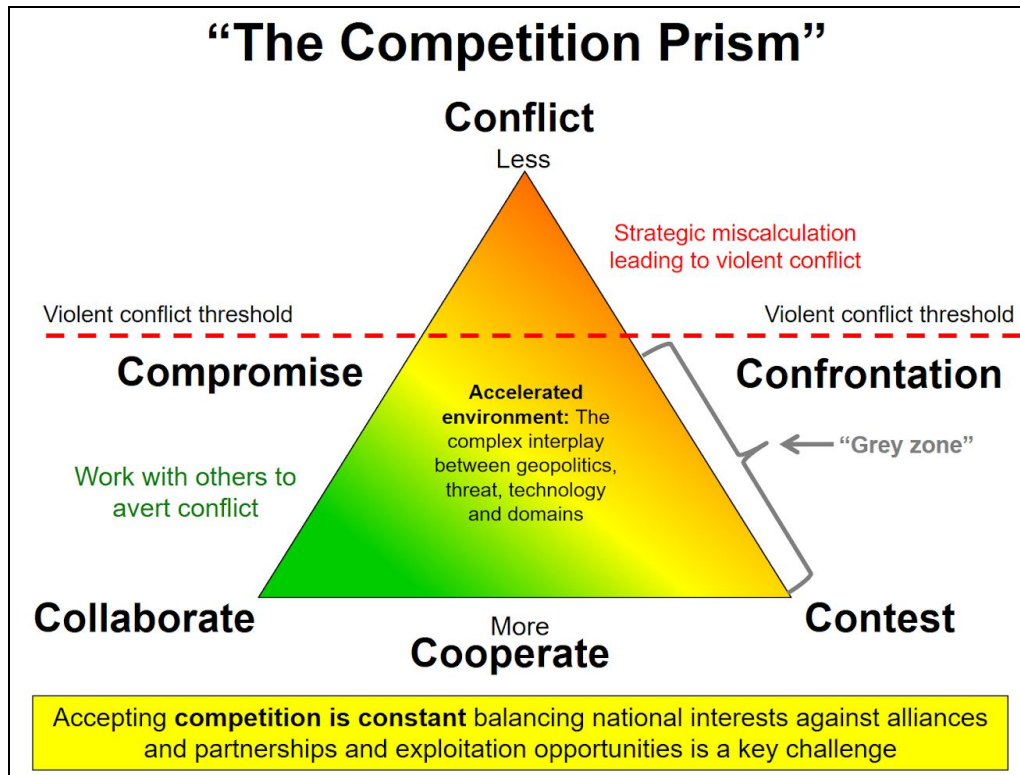 “The Competition Prism”
Conflict
Less
Strategic miscalculation
leading to violent conflict
Violent conflict threshold
Violent conflict threshold
Compromise
Confrontation
Accelerated
environment: The
complex interplay
between geopolitics,
threat, technology
and domains
“Grey zone”
Work with others to
avert conflict
Collaborate
More
Cooperate
Contest
Accepting competition is constant balancing national interests against alliances
and partnerships and exploitation opportunities is a key challenge